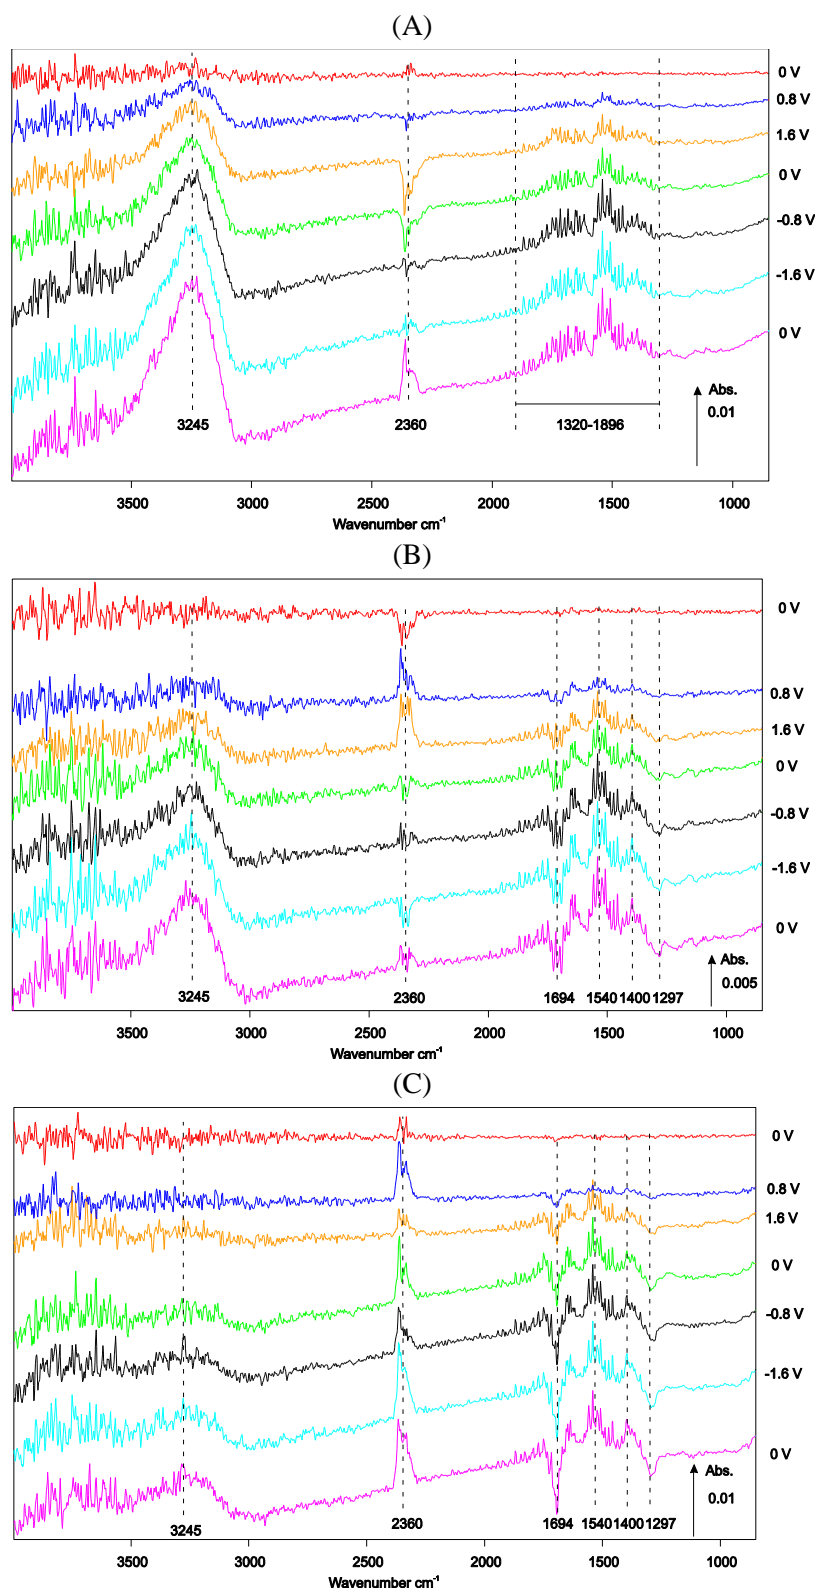 (A)
0 V
0.8 V
1.6 V
0 V
-0.8 V
-1.6 V
0 V
Abs.
0.01
3245 2360 1320-1896
3500 3000 2500 2000 1500 1000
Wavenumber cm⁻¹
(B)
0 V
0.8 V
1.6 V
0 V
-0.8 V
-1.6 V
0 V
Abs.
0.005
3245 2360 1694 1540 1400 1297
3500 3000 2500 2000 1500 1000
Wavenumber cm⁻¹
(C)
0 V
0.8 V
1.6 V
0 V
-0.8 V
-1.6 V
0 V
Abs.
0.01
3245 2360 1694 1540 1400 1297
3500 3000 2500 2000 1500 1000
Wavenumber cm⁻¹